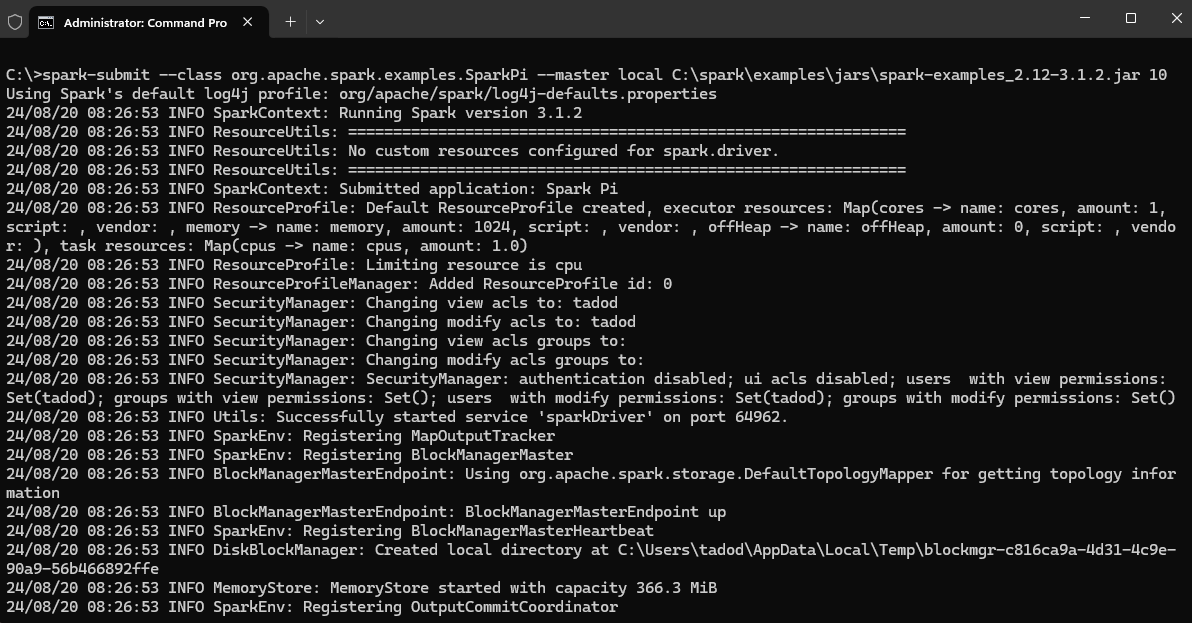 Administrator: Command Pro
C:\>spark-submit --class org.apache.spark.examples.SparkPi --master local C:\spark\examples\jars\spark-examples_2.12-3.1.2.jar 10
Using Spark's default log4j profile: org/apache/spark/log4j-defaults.properties
24/08/20 08:26:53 INFO SparkContext: Running Spark version 3.1.2
24/08/20 08:26:53 INFO ResourceUtils: ==============================================================
24/08/20 08:26:53 INFO ResourceUtils: No custom resources configured for spark.driver.
24/08/20 08:26:53 INFO ResourceUtils: ==============================================================
24/08/20 08:26:53 INFO SparkContext: Submitted application: Spark Pi
24/08/20 08:26:53 INFO ResourceProfile: Default ResourceProfile created, executor resources: Map(cores -> name: cores, amount: 1,
script: , vendor: , memory -> name: memory, amount: 1024, script: , vendor: , offHeap -> name: offHeap, amount: 0, script: , vendo
r: ), task resources: Map(cpus -> name: cpus, amount: 1.0)
24/08/20 08:26:53 INFO ResourceProfile: Limiting resource is cpu
24/08/20 08:26:53 INFO ResourceProfileManager: Added ResourceProfile id: 0
24/08/20 08:26:53 INFO SecurityManager: Changing view acls to: tadod
24/08/20 08:26:53 INFO SecurityManager: Changing modify acls to: tadod
24/08/20 08:26:53 INFO SecurityManager: Changing view acls groups to:
24/08/20 08:26:53 INFO SecurityManager: Changing modify acls groups to:
24/08/20 08:26:53 INFO SecurityManager: SecurityManager: authentication disabled; ui acls disabled; users  with view permissions:
Set(tadod); groups with view permissions: Set(); users  with modify permissions: Set(tadod); groups with modify permissions: Set()
24/08/20 08:26:53 INFO Utils: Successfully started service 'sparkDriver' on port 64962.
24/08/20 08:26:53 INFO SparkEnv: Registering MapOutputTracker
24/08/20 08:26:53 INFO SparkEnv: Registering BlockManagerMaster
24/08/20 08:26:53 INFO BlockManagerMasterEndpoint: Using org.apache.spark.storage.DefaultTopologyMapper for getting topology infor
mation
24/08/20 08:26:53 INFO BlockManagerMasterEndpoint: BlockManagerMasterEndpoint up
24/08/20 08:26:53 INFO SparkEnv: Registering BlockManagerMasterHeartbeat
24/08/20 08:26:53 INFO DiskBlockManager: Created local directory at C:\Users\tadod\AppData\Local\Temp\blockmgr-c816ca9a-4d31-4c9e-
90a9-56b466892ffe
24/08/20 08:26:53 INFO MemoryStore: MemoryStore started with capacity 366.3 MiB
24/08/20 08:26:53 INFO SparkEnv: Registering OutputCommitCoordinator